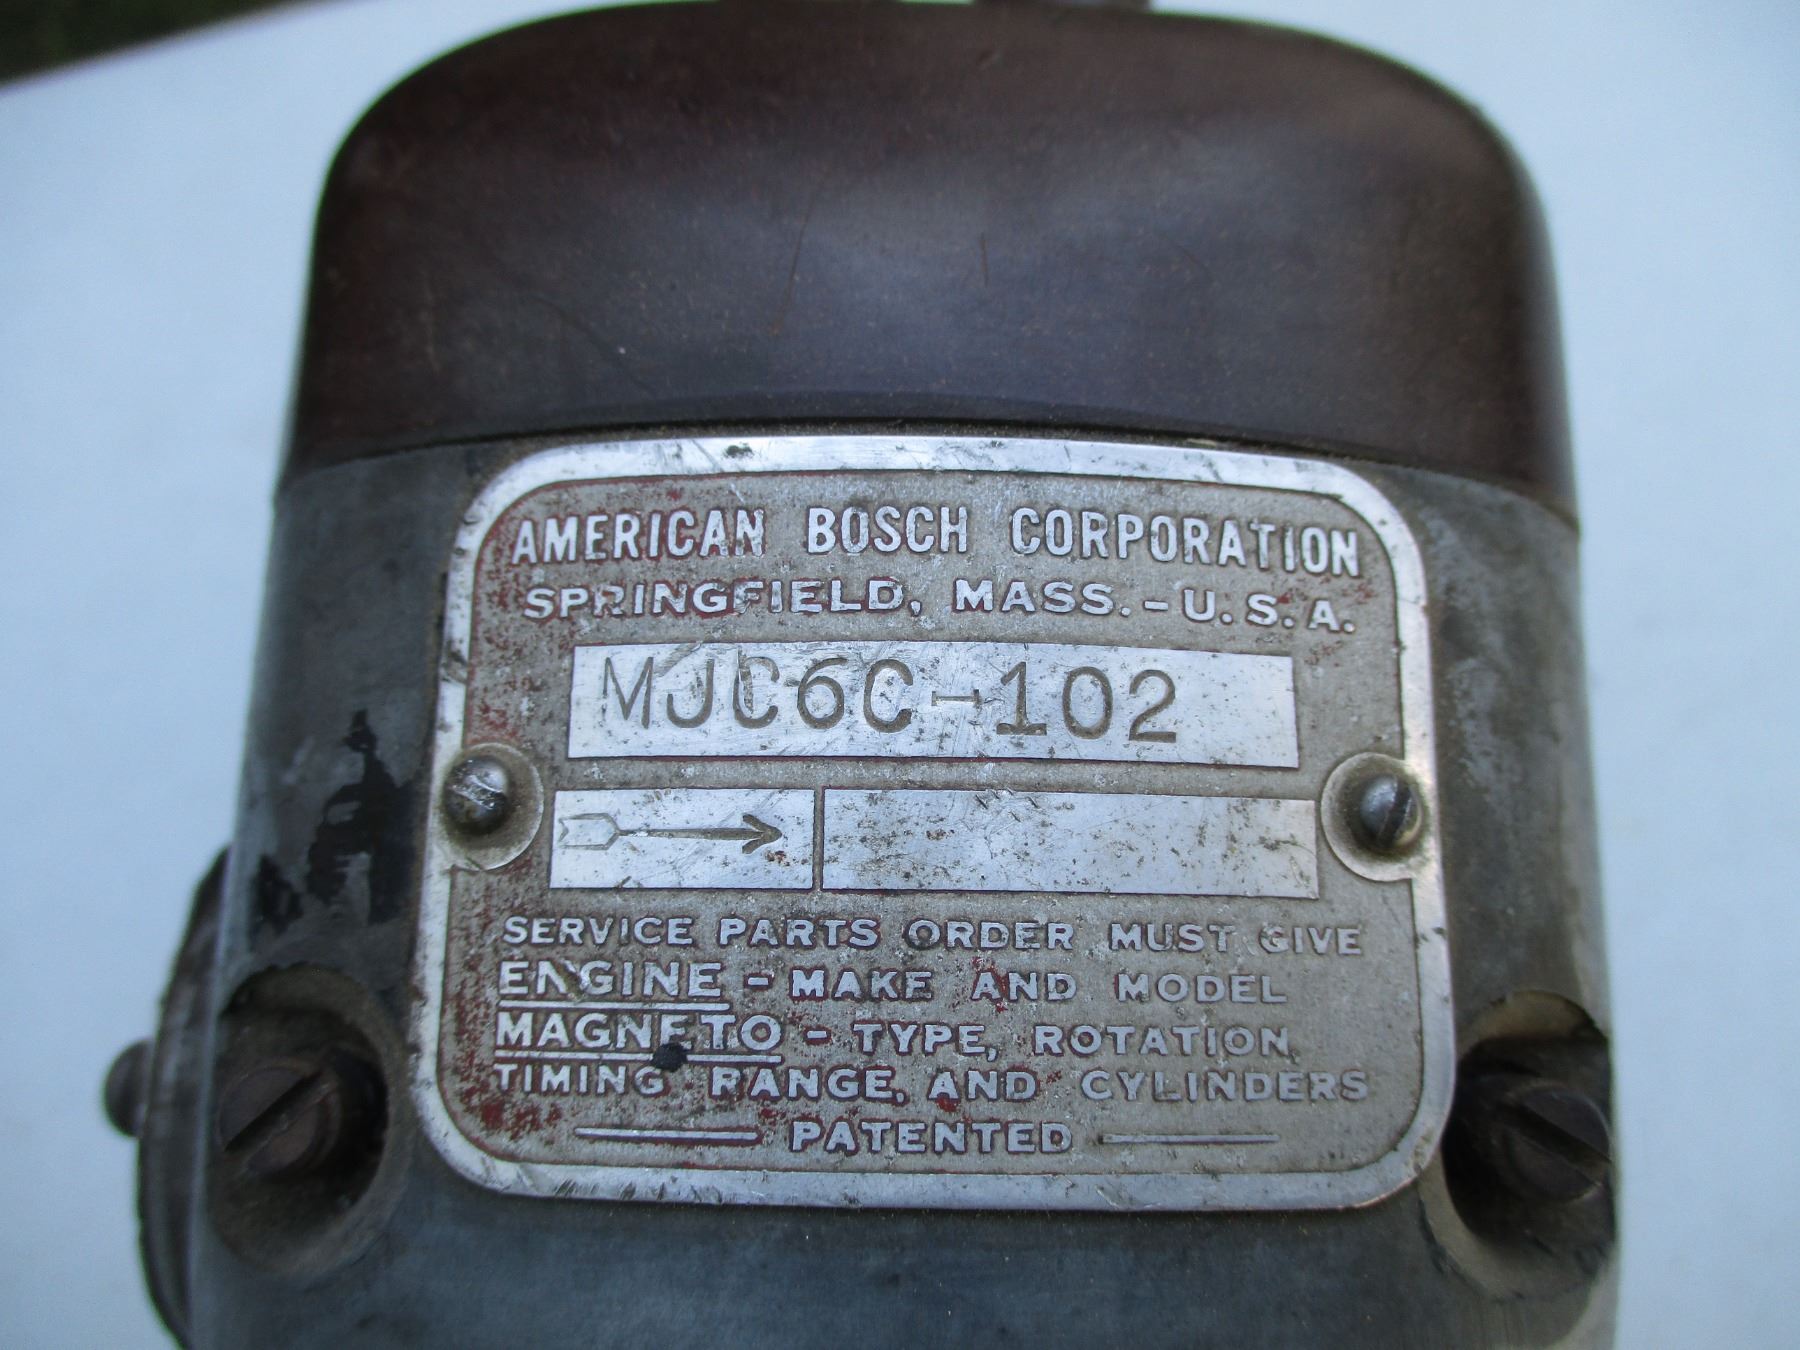 AMERICAN BOSCH CORPORATION
SPRINGFIELD, MASS.-U.S.A.
MJC6C-102
SERVICE PARTS ORDER MUST GIVE
ENGINE - MAKE AND MODEL
MAGNETO - TYPE, ROTATION,
TIMING RANGE, AND CYLINDERS
PATENTED